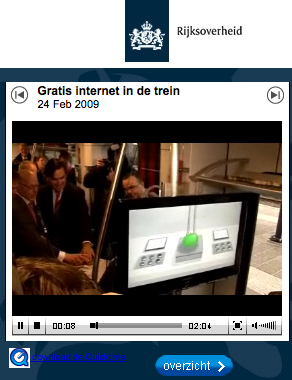 Rijksoverheid
Gratis internet in de trein
24 Feb 2009
00:08
02:04
overzicht